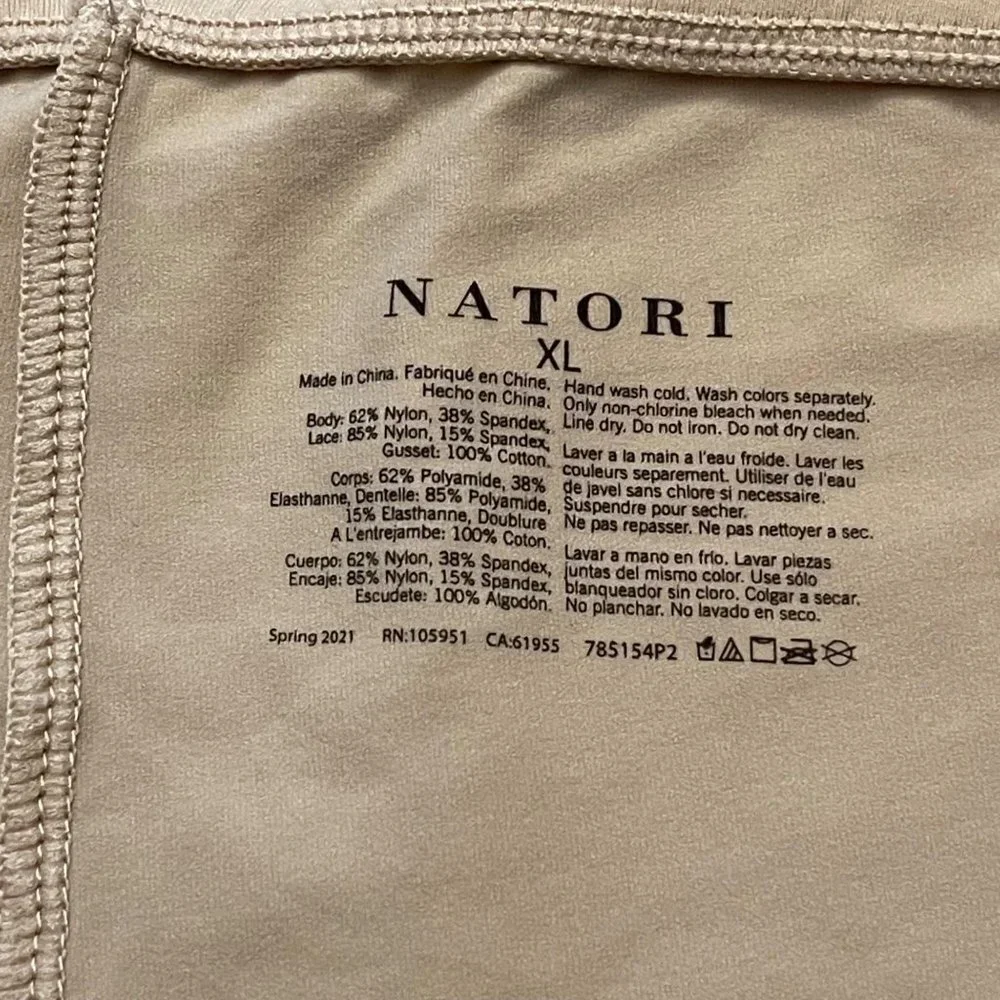 NATORI
XL
Made in China. Fabriqué en Chine.
Hecho en China.
Body: 62% Nylon, 38% Spandex,
Lace: 85% Nylon, 15% Spandex,
Gusset: 100% Cotton.
Corps: 62% Polyamide, 38%
Elasthanne, Dentelle: 85% Polyamide,
15% Elasthanne, Doublure
A L'entrejambe: 100% Coton.
Cuerpo: 62% Nylon, 38% Spandex,
Encaje: 85% Nylon, 15% Spandex,
Escudete: 100% Algodón.
Hand wash cold. Wash colors separately.
Only non-chlorine bleach when needed.
Line dry. Do not iron. Do not dry clean.
Laver a la main a l'eau froide. Laver les
couleurs separement. Utiliser de l'eau
de javel sans chlore si necessaire.
Suspendre pour secher.
Ne pas repasser. Ne pas nettoyer a sec.
Lavar a mano en frío. Lavar piezas
juntas del mismo color. Use sólo
blanqueador sin cloro. Colgar a secar.
No planchar. No lavado en seco.
Spring 2021 RN:105951 CA:61955 785154P2